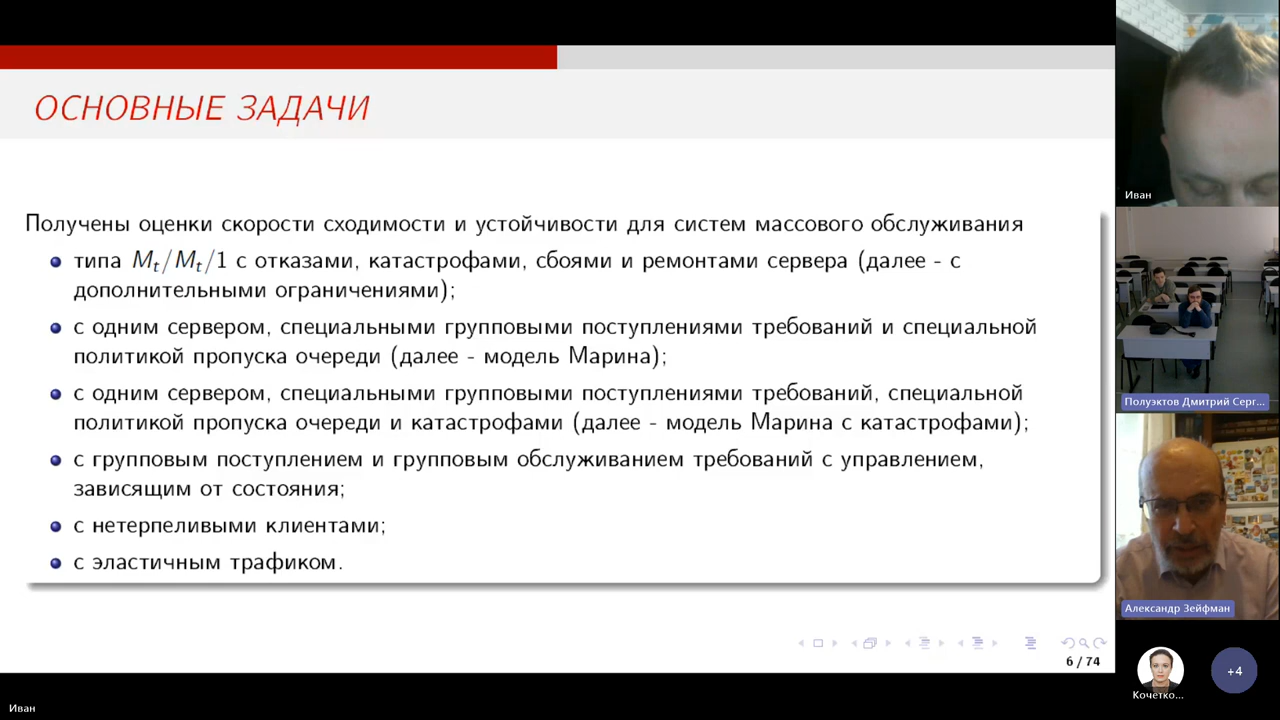 ОСНОВНЫЕ ЗАДАЧИ
Получены оценки скорости сходимости и устойчивости для систем массового обслуживания
типа Mt/Mt/1 с отказами, катастрофами, сбоями и ремонтами сервера (далее - с
дополнительными ограничениями);
с одним сервером, специальными групповыми поступлениями требований и специальной
политикой пропуска очереди (далее - модель Марина);
с одним сервером, специальными групповыми поступлениями требований, специальной
политикой пропуска очереди и катастрофами (далее - модель Марина с катастрофами);
с групповым поступлением и групповым обслуживанием требований с управлением,
зависящим от состояния;
с нетерпеливыми клиентами;
с эластичным трафиком.
6 / 74
Иван
Иван
Полуэктов Дмитрий Серг...
Александр Зейфман
Кочетко...
+4